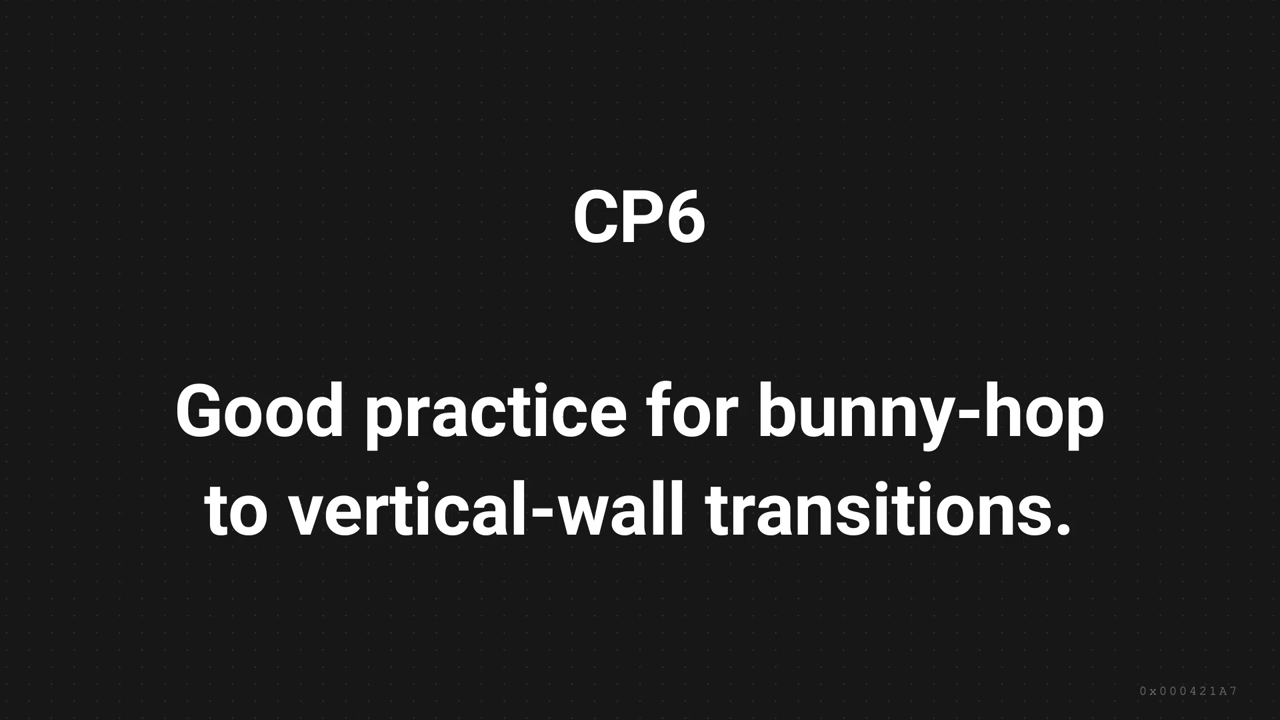 CP6
Good practice for bunny-hop
to vertical-wall transitions.
0x000421A7